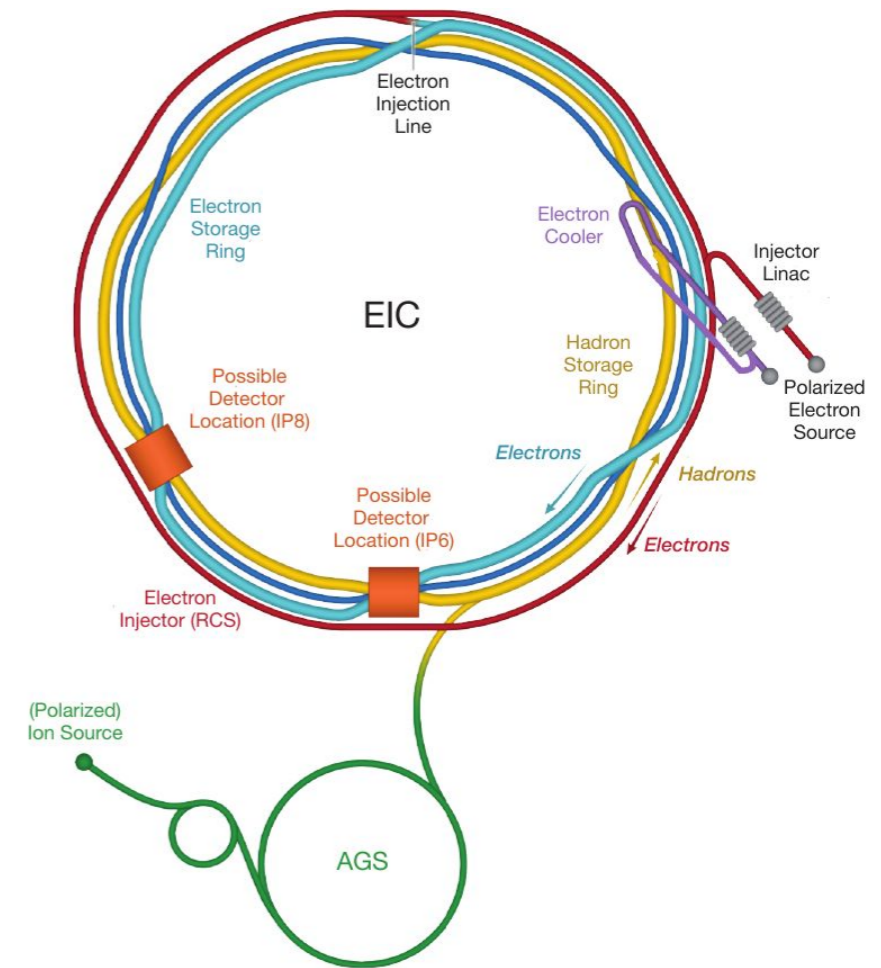 Electron
Injection
Line
Electron
Storage
Ring
Electron
Cooler
Injector
Linac
EIC
Hadron
Storage
Ring
Possible
Detector
Location (IP8)
Polarized
Electron
Source
Electrons
Hadrons
Possible
Detector
Location (IP6)
Electrons
Electron
Injector (RCS)
(Polarized)
Ion Source
AGS